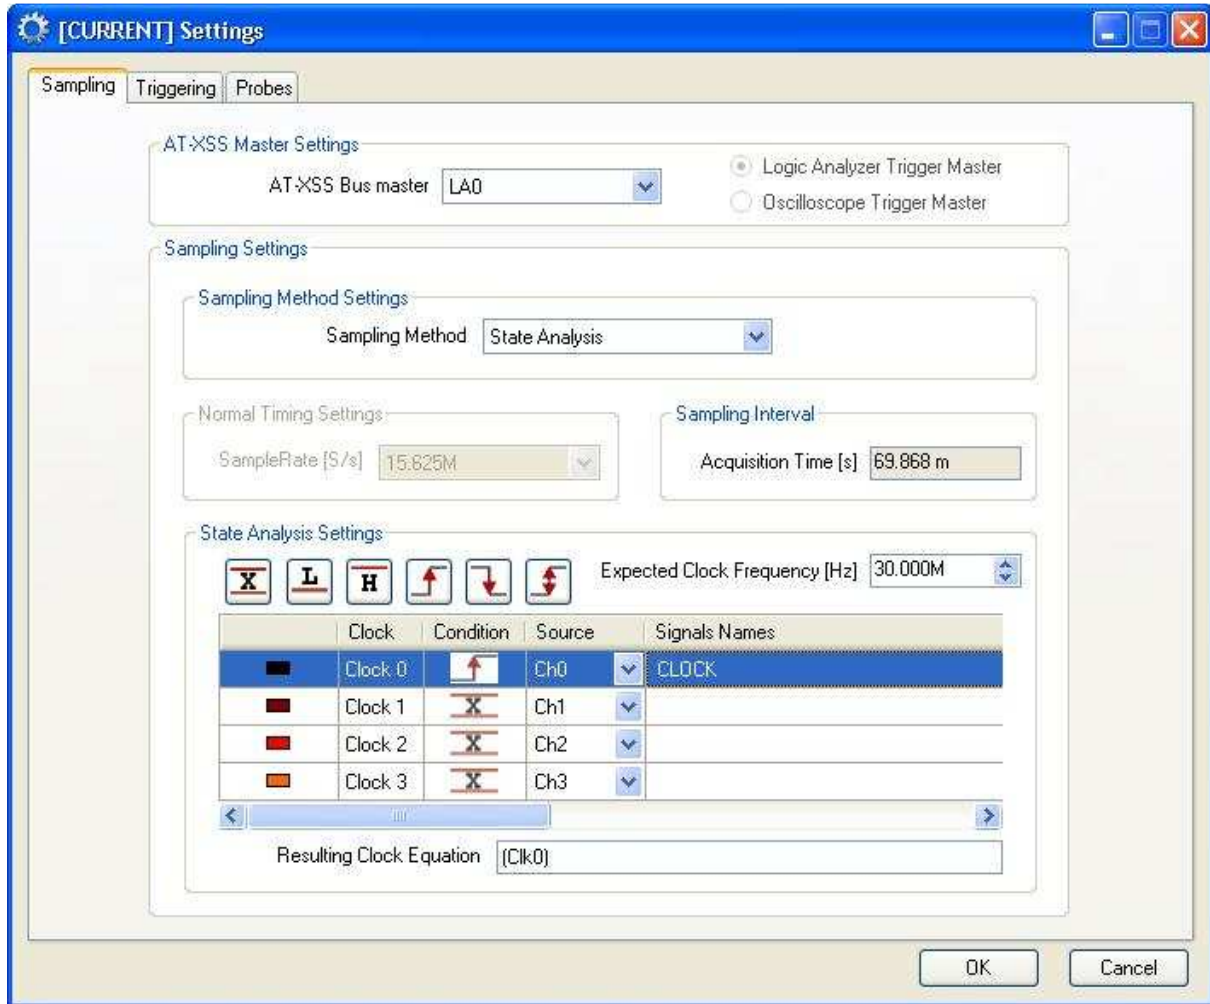 [CURRENT] Settings
Sampling Triggering Probes
AT-XSS Master Settings
AT-XSS Bus master LA0
Logic Analyzer Trigger Master
Oscilloscope Trigger Master
Sampling Settings
Sampling Method Settings
Sampling Method State Analysis
Normal Timing Settings
SampleRate [S/s] 15.625M
Sampling Interval
Acquisition Time [s] 69.868 m
State Analysis Settings
X L H
Expected Clock Frequency [Hz] 30.000M
Clock Condition Source Signals Names
Clock 0 Ch0 CLOCK
Clock 1 X Ch1
Clock 2 X Ch2
Clock 3 X Ch3
Resulting Clock Equation (Clk0)
OK Cancel